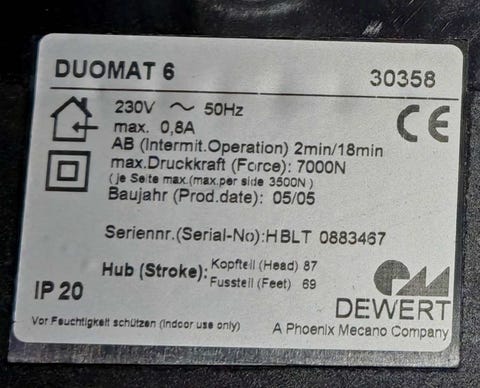 DUOMAT 6 30358
230V ~ 50Hz
max. 0,8A
CE
AB (Intermit.Operation) 2min/18min
max.Druckkraft (Force): 7000N
(je Seite max.(max.per side 3500N)
Baujahr (Prod.date): 05/05
Seriennr.(Serial-No):HBLT 0883467
Hub (Stroke): Kopfteil (Head) 87
Fussteil (Feet) 69
IP 20
DEWERT
Vor Feuchtigkeit schützen (Indoor use only)
A Phoenix Mecano Company